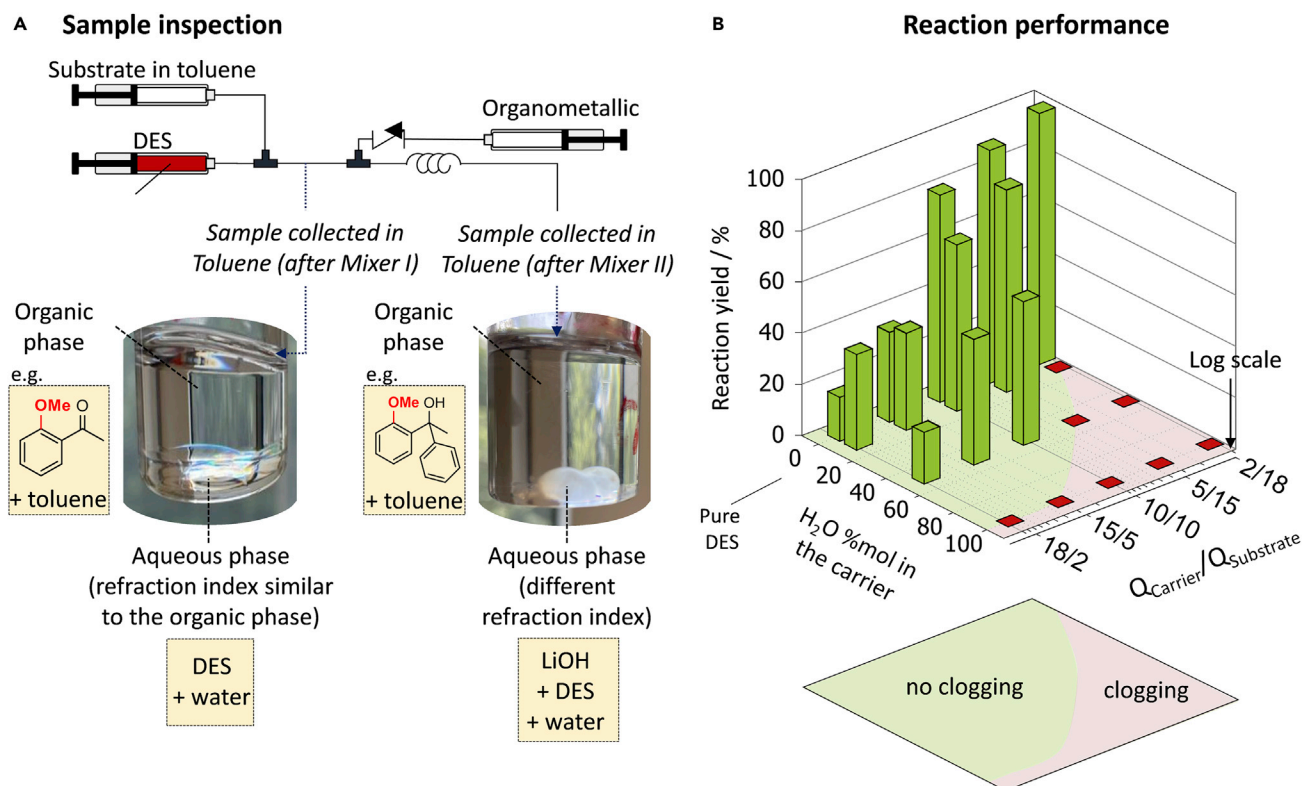 A Sample inspection
Substrate in toluene
DES
Organometallic
Sample collected in
Toluene (after Mixer I)
Sample collected in
Toluene (after Mixer II)
Organic
phase
e.g.
OMe
O
+ toluene
Organic
phase
e.g.
OMe
OH
+ toluene
Aqueous phase
(refraction index similar
to the organic phase)
DES
+ water
Aqueous phase
(different
refraction index)
LiOH
+ DES
+ water
B Reaction performance
Reaction yield / %
100
80
60
40
20
0
Log scale
0
20
40
60
80
100
Pure
DES
H₂O %mol in
the carrier
18/2
15/5
10/10
5/15
2/18
Q_Carrier/Q_Substrate
no clogging
clogging